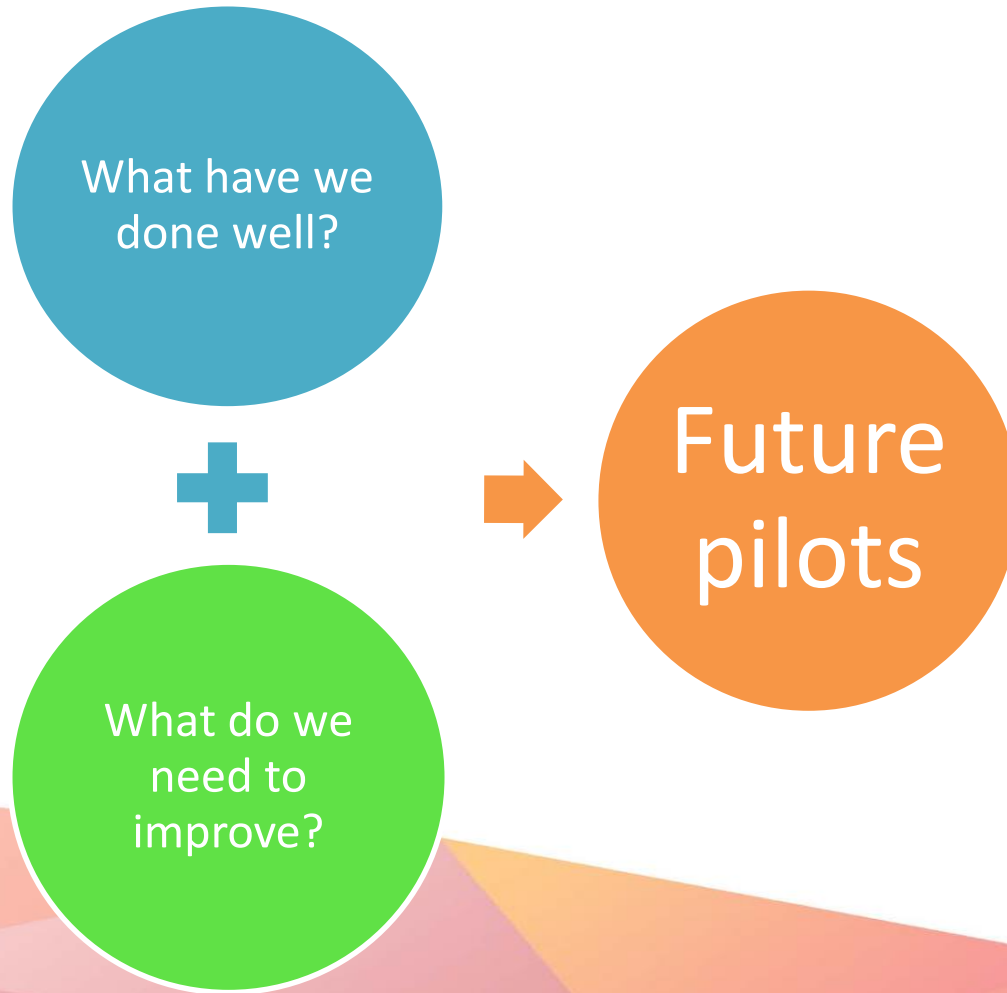 What have we
done well?
What do we
need to
improve?
Future
pilots